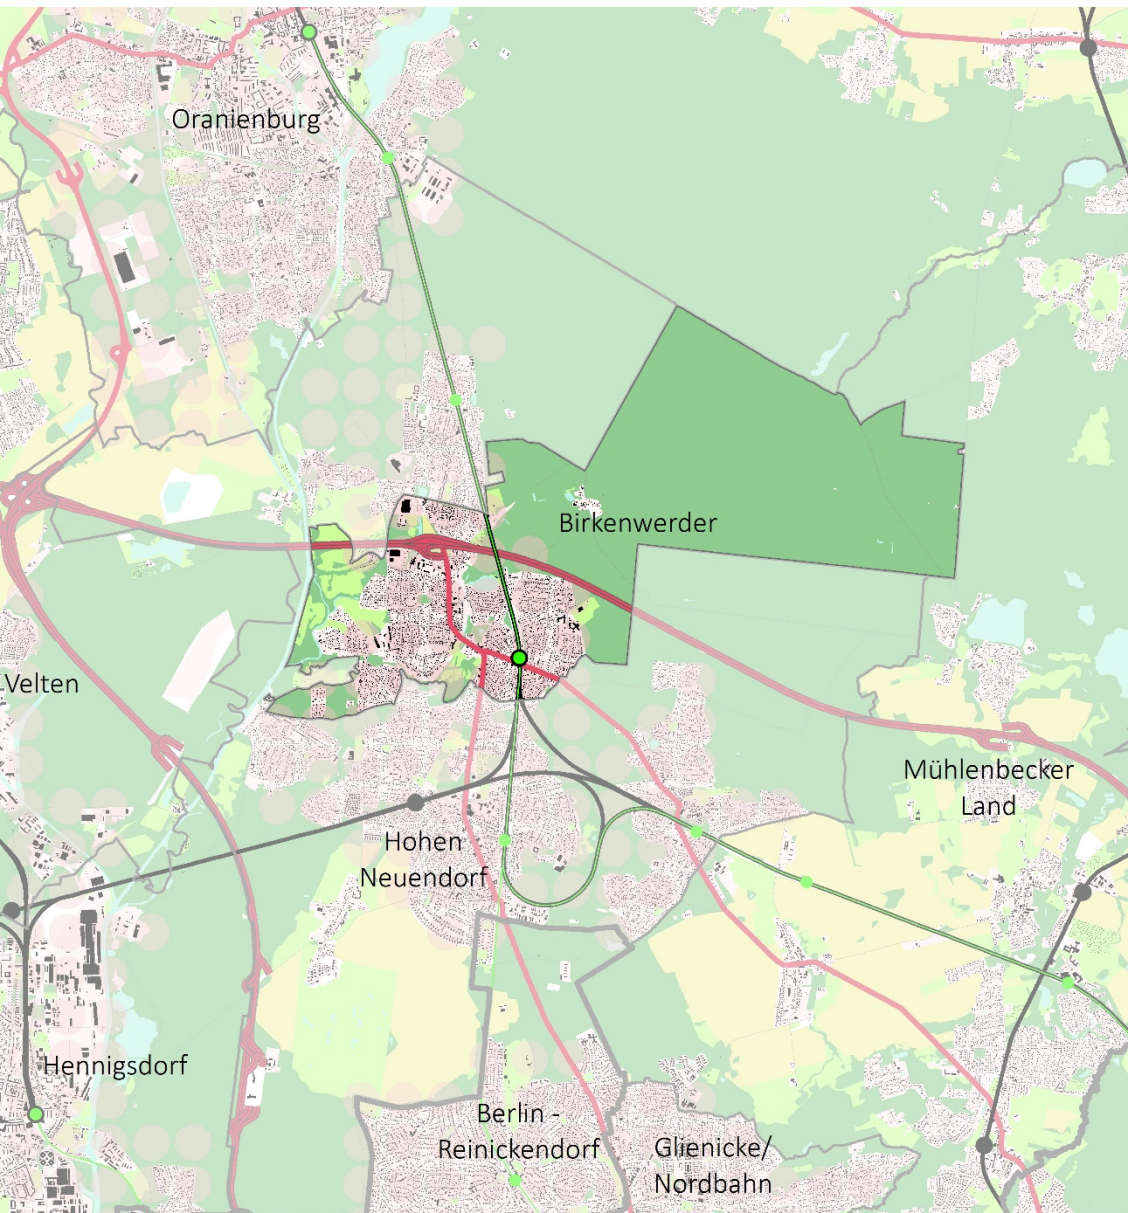 Oranienburg
Birkenwerder
Velten
Mühlenbecker
Land
Hohen
Neuendorf
Hennigsdorf
Berlin -
Reinickendorf
Glienicke/
Nordbahn